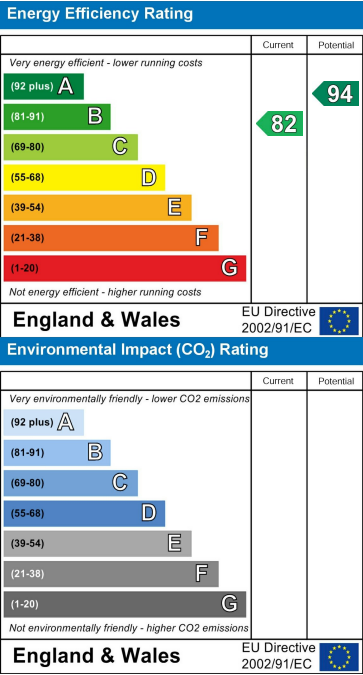 Energy Efficiency Rating
Current Potential
Very energy efficient - lower running costs
(92 plus) A
94
(81-91) B
82
(69-80) C
(55-68) D
(39-54) E
(21-38) F
(1-20) G
Not energy efficient - higher running costs
England & Wales
EU Directive
2002/91/EC
Environmental Impact (CO₂) Rating
Current Potential
Very environmentally friendly - lower CO2 emissions
(92 plus) A
(81-91) B
(69-80) C
(55-68) D
(39-54) E
(21-38) F
(1-20) G
Not environmentally friendly - higher CO2 emissions
England & Wales
EU Directive
2002/91/EC